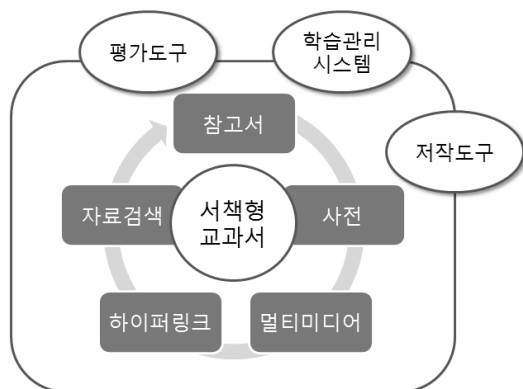 평가도구
학습관리
시스템
저작도구
참고서
자료검색
서책형
교과서
사전
하이퍼링크
멀티미디어